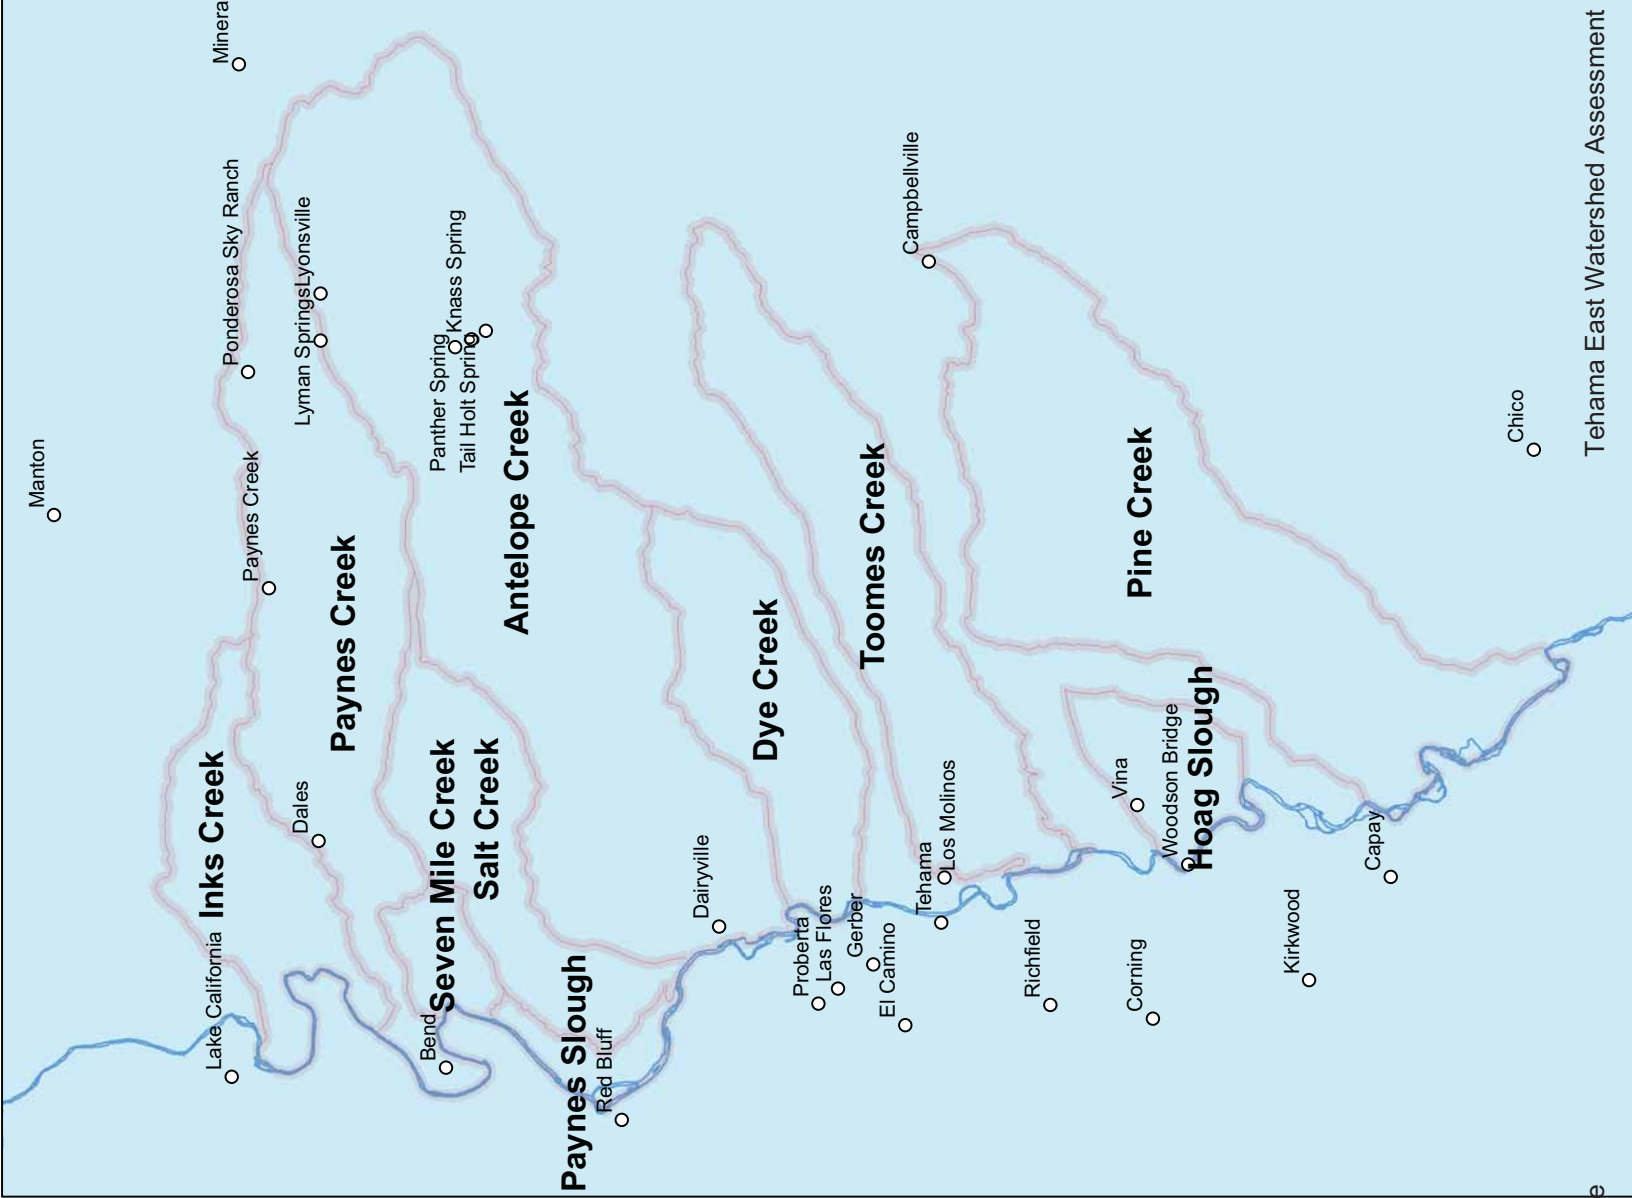 Manton
Mineral
Ponderosa Sky Ranch
Paynes Creek
Lyonsville
Lyman Springs
Knass Spring
Panther Spring
Tail Holt Spring
Paynes Creek
Antelope Creek
Inks Creek
Dales
Lake California
Seven Mile Creek
Salt Creek
Bend
Paynes Slough
Red Bluff
Dairyville
Dye Creek
Proberta
Las Flores
Gerber
El Camino
Tehama
Los Molinos
Toomes Creek
Campbellville
Richfield
Corning
Vina
Woodson Bridge
Hoag Slough
Pine Creek
Kirkwood
Capay
Chico
Tehama East Watershed Assessment
e